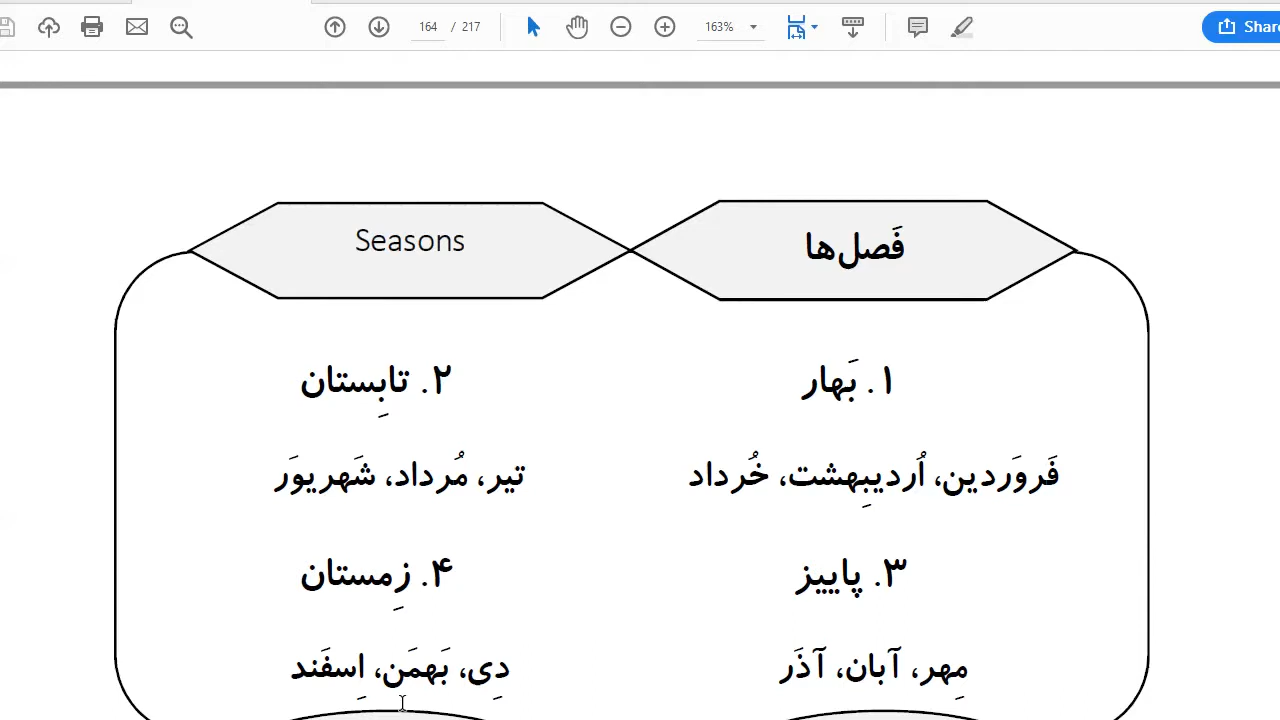 164 / 217 163% Share
Seasons فَصل‌ها
۱. بَهار ۲. تابِستان
فَروَردین، اُردیبِهشت، خُرداد تیر، مُرداد، شَهریوَر
۳. پاییز ۴. زِمستان
مِهر، آبان، آذَر دِی، بَهمَن، اِسفَند